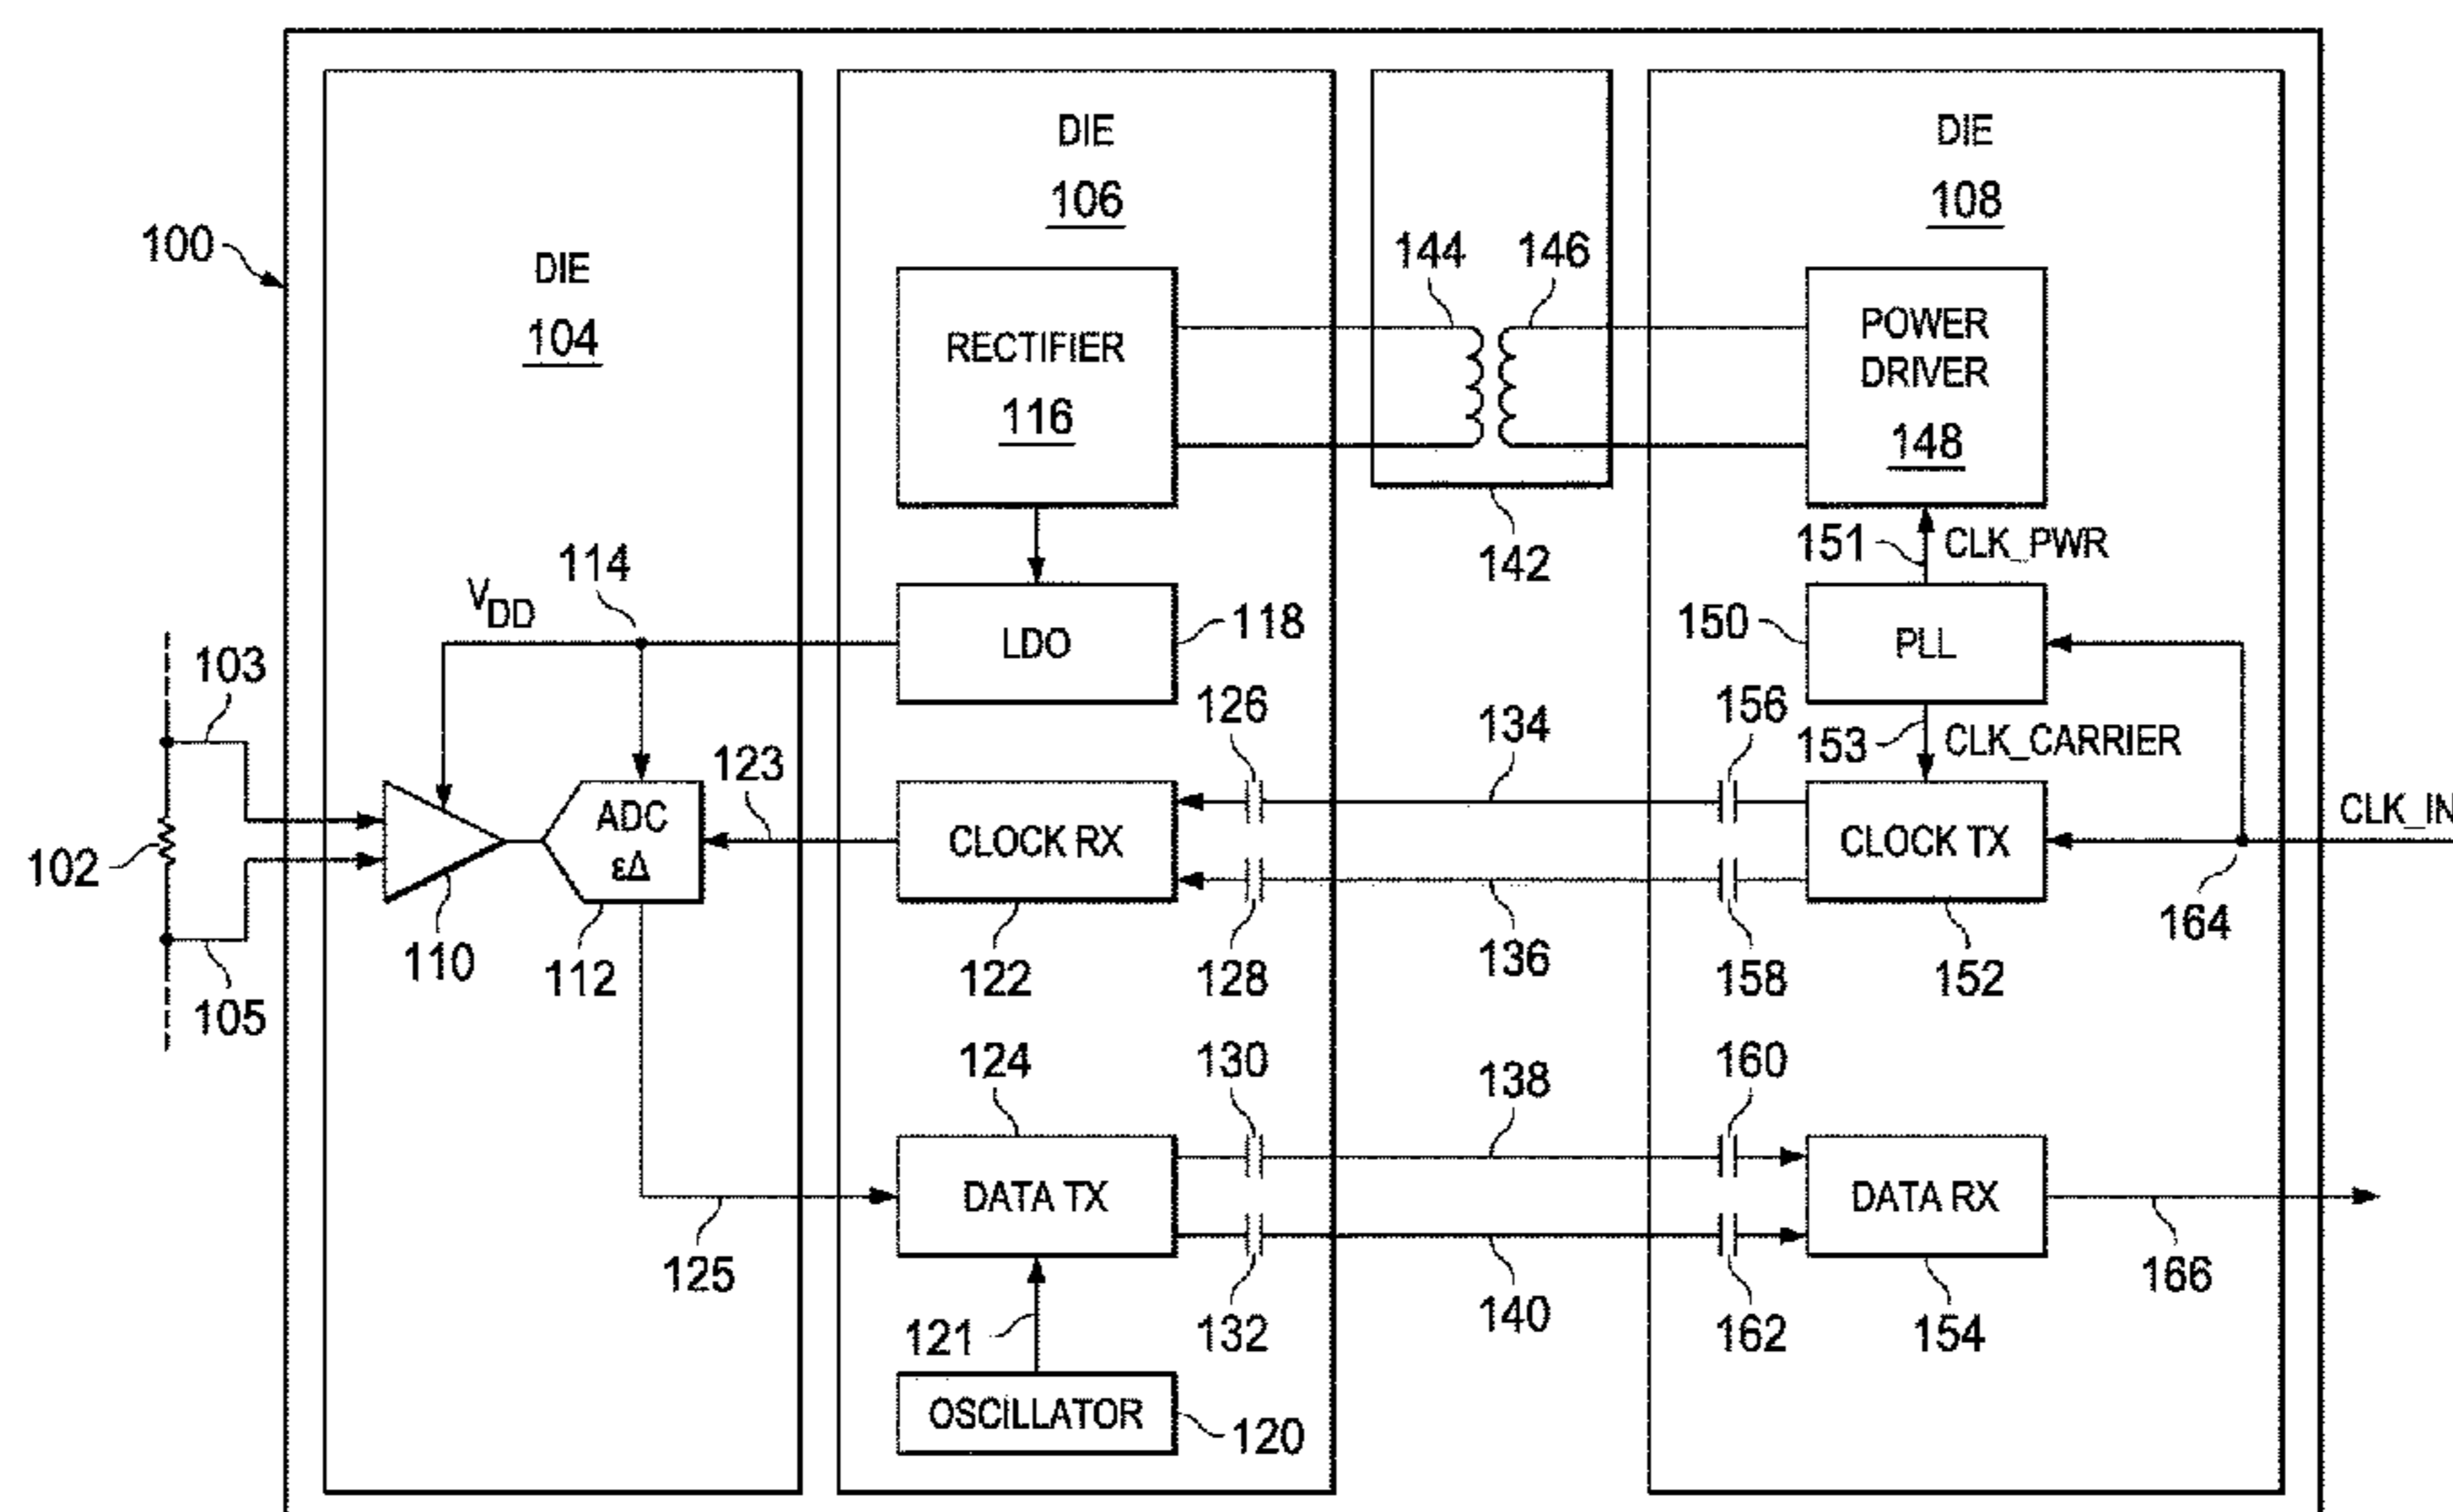 DIE
106
DIE
108
100
DIE
104
144
146
RECTIFIER
116
POWER
DRIVER
148
114
VDD
142
151
CLK_PWR
LDO
118
150
PLL
103
126
134
156
153
CLK_CARRIER
123
CLK_IN
102
ADC
εΔ
CLOCK RX
CLOCK TX
164
105
110
112
122
128
136
158
152
124
130
138
160
DATA TX
DATA RX
125
166
121
132
140
162
154
OSCILLATOR
120